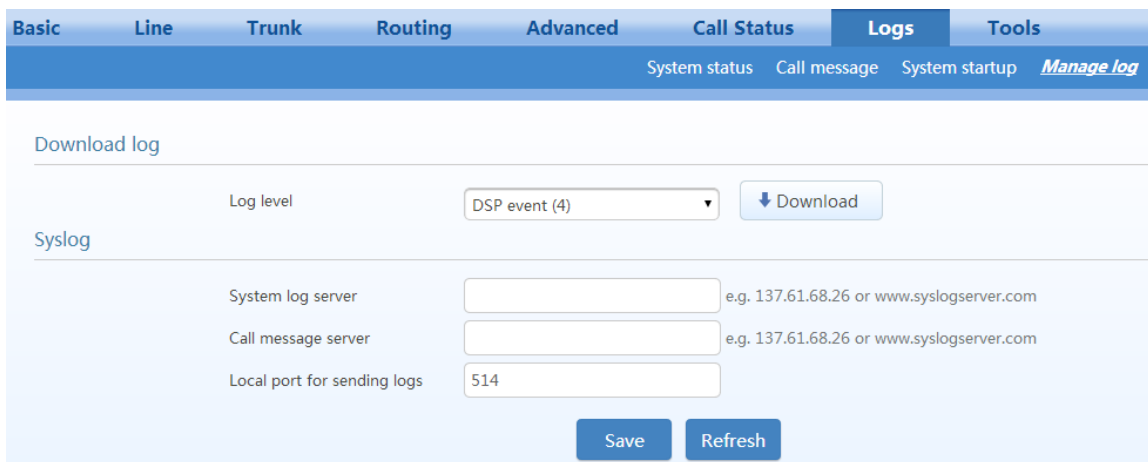 Basic Line Trunk Routing Advanced Call Status Logs Tools
System status Call message System startup Manage log
Download log
Log level DSP event (4) Download
Syslog
System log server e.g. 137.61.68.26 or www.syslogserver.com
Call message server e.g. 137.61.68.26 or www.syslogserver.com
Local port for sending logs 514
Save Refresh